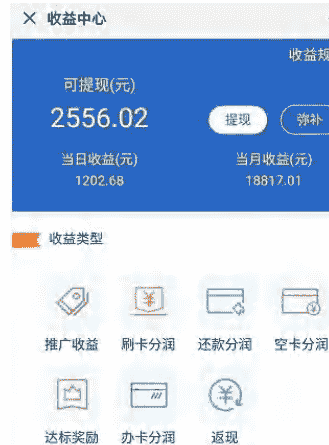 收益中心
收益规
可提现(元)
2556.02
提现
弥补
当日收益(元)
当月收益(元)
1202.68
18817.01
收益类型
推广收益
刷卡分润
还款分润
空卡分润
达标奖励
办卡分润
返现